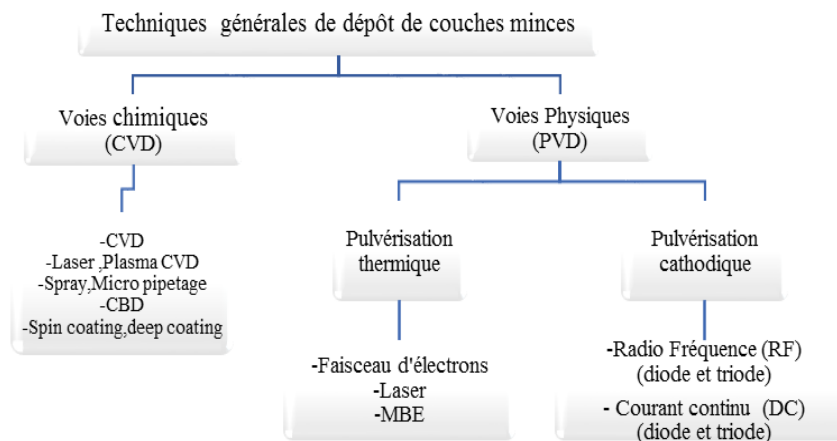 Techniques générales de dépôt de couches minces
Voies chimiques
(CVD)
Voies Physiques
(PVD)
-CVD
-Laser ,Plasma CVD
-Spray,Micro pipetage
-CBD
-Spin coating,deep coating
Pulvérisation
thermique
Pulvérisation
cathodique
-Faisceau d'électrons
-Laser
-MBE
-Radio Fréquence (RF)
(diode et triode)
- Courant continu (DC)
(diode et triode)